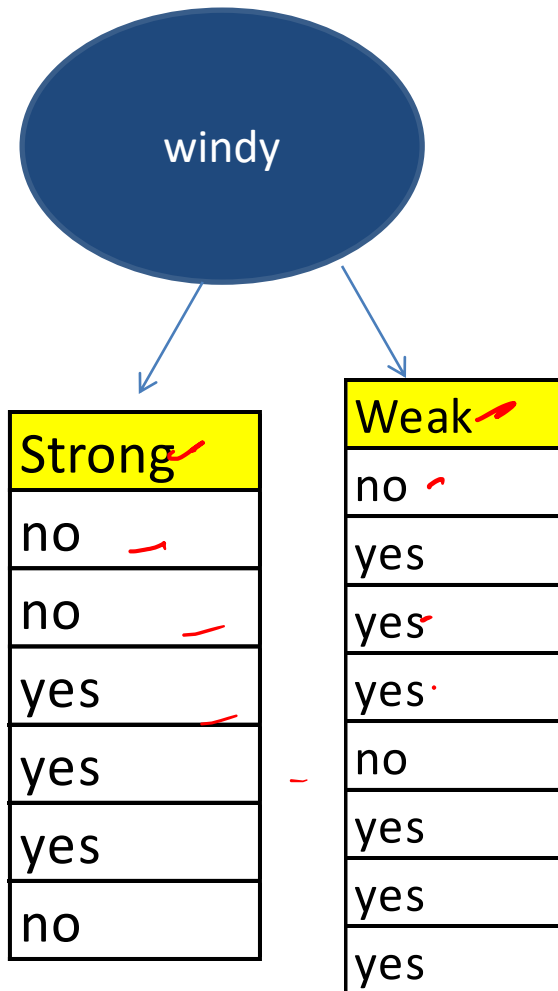 windy
Strong
no
no
yes
yes
yes
no
Weak
no
yes
yes
yes
no
yes
yes
yes